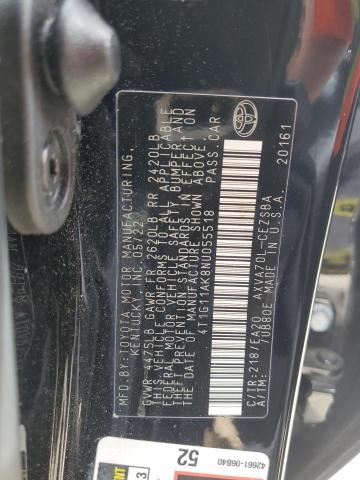 MFD.BY:TOYOTA MOTOR MANUFACTURING,
KENTUCKY INC. 05/22
GVWR 4475LB GAWR FR 2620LB RR 2420LB
THIS VEHICLE CONFORMS TO ALL APPLICABLE
FEDERAL MOTOR VEHICLE SAFETY BUMPER AND
THEFT PREVENTION STANDARDS IN EFFECT ON
THE DATE OF MANUFACTURE SHOWN ABOVE.
4T1G11AK8NU055518 PASS.CAR
C/TR:218/EA20 AXVA70L-CEZSBA
A/TM: /UB80E MADE IN U.S.A.
20161
52
42661-06B40